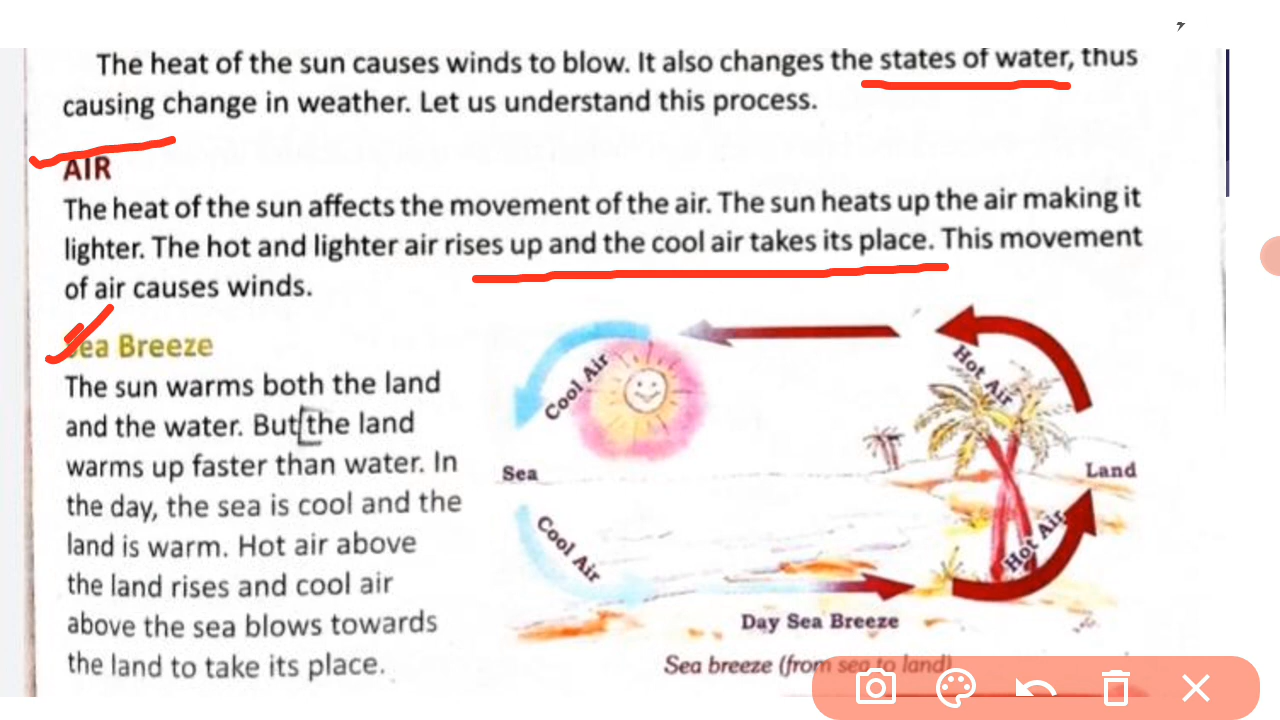 The heat of the sun causes winds to blow. It also changes the states of water, thus
causing change in weather. Let us understand this process.
AIR
The heat of the sun affects the movement of the air. The sun heats up the air making it
lighter. The hot and lighter air rises up and the cool air takes its place. This movement
of air causes winds.
Sea Breeze
The sun warms both the land
and the water. But the land
warms up faster than water. In
the day, the sea is cool and the
land is warm. Hot air above
the land rises and cool air
above the sea blows towards
the land to take its place.
Cool Air
Hot Air
Sea
Land
Cool Air
Hot Air
Day Sea Breeze
Sea breeze (from sea to land)